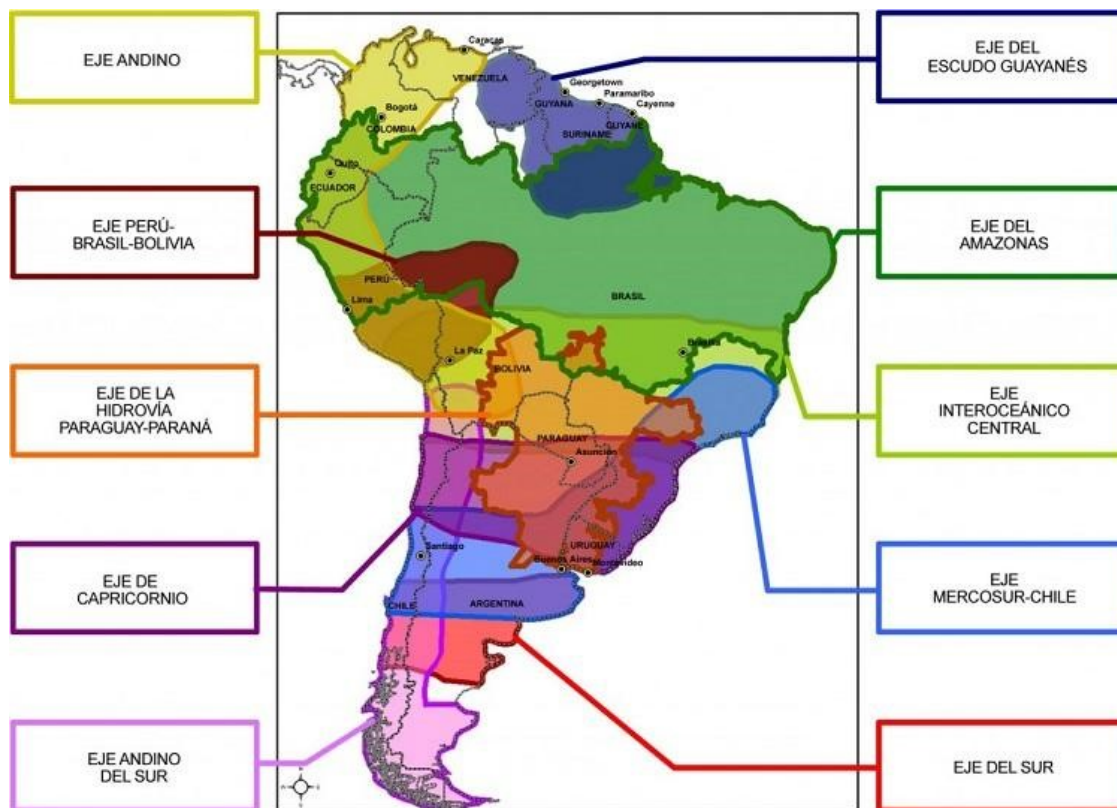 EJE ANDINO
EJE PERÚ-
BRASIL-BOLIVIA
EJE DE LA
HIDROVÍA
PARAGUAY-PARANÁ
EJE DE
CAPRICORNIO
EJE ANDINO
DEL SUR
Caracas
VENEZUELA
Georgetown
GUYANA
Paramaribo
Cayenne
GUYANE
SURINAME
Bogotá
COLOMBIA
Quito
ECUADOR
PERÚ
Lima
BRASIL
Brasilia
La Paz
BOLIVIA
PARAGUAY
Asunción
Santiago
URUGUAY
Buenos Aires
Montevideo
CHILE
ARGENTINA
EJE DEL
ESCUDO GUAYANÉS
EJE DEL
AMAZONAS
EJE
INTEROCEÁNICO
CENTRAL
EJE
MERCOSUR-CHILE
EJE DEL SUR